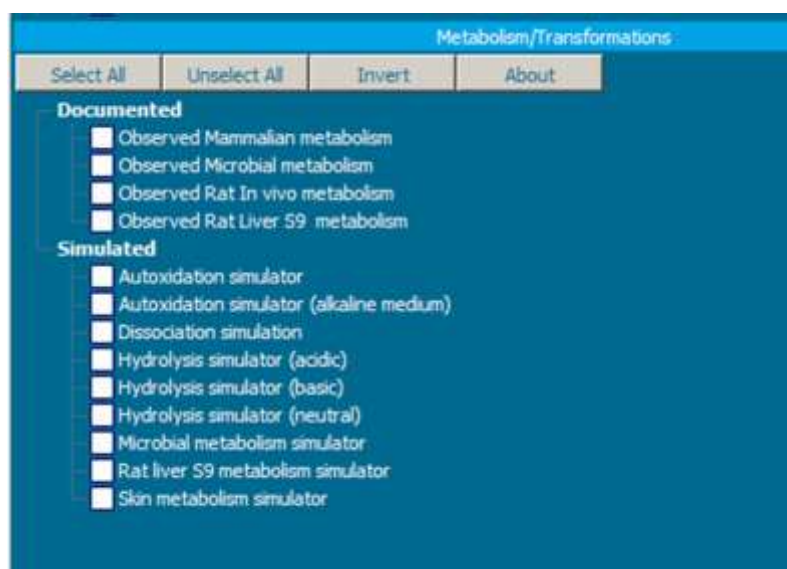 Metabolism/Transformations
Select All Unselect All Invert About
Documented
Observed Mammalian metabolism
Observed Microbial metabolism
Observed Rat In vivo metabolism
Observed Rat Liver S9 metabolism
Simulated
Autoxidation simulator
Autoxidation simulator (alkaline medium)
Dissociation simulation
Hydrolysis simulator (acidic)
Hydrolysis simulator (basic)
Hydrolysis simulator (neutral)
Microbial metabolism simulator
Rat liver S9 metabolism simulator
Skin metabolism simulator